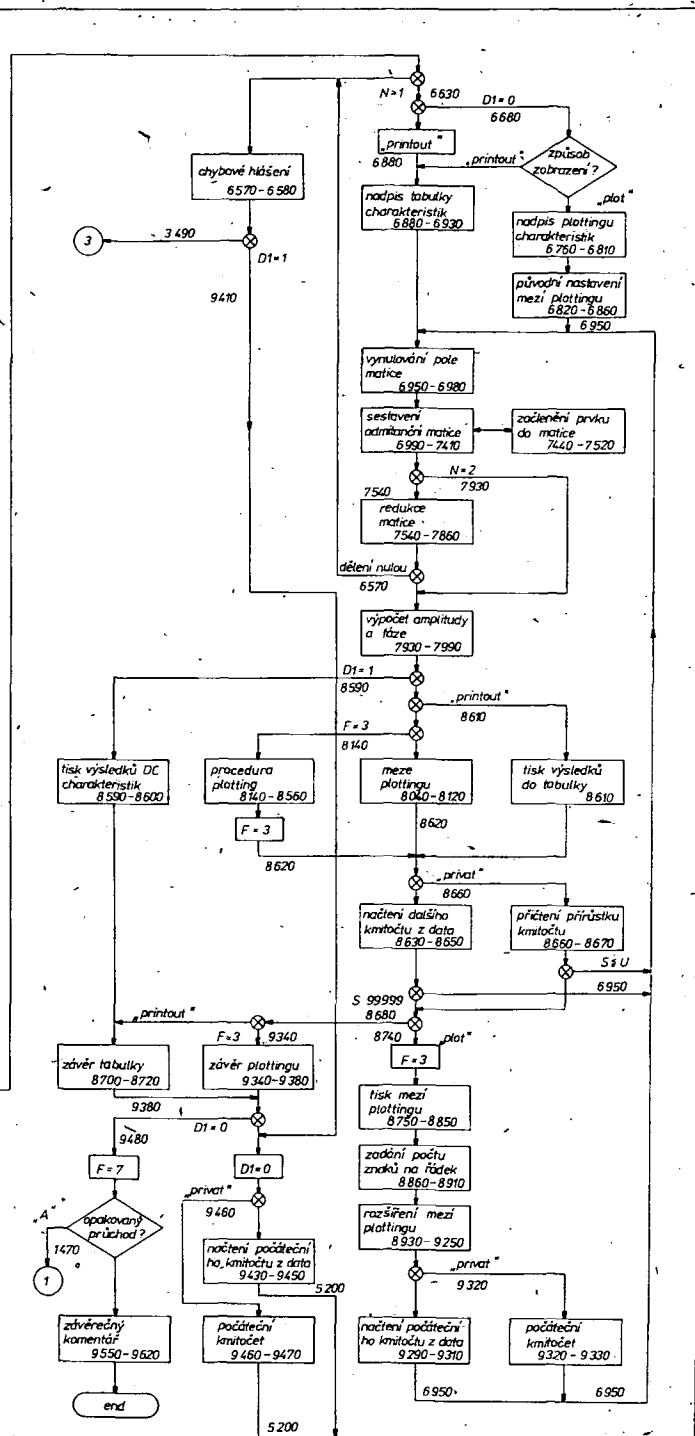 N>1
6630
D1=0
6680
„printout"
6880
„printout"
způsob
zobrazení?
„plot"
chybové hlášení
6570-6580
nadpis tabulky
charakteristik
6880-6930
nadpis plottingu
charakteristik
6760-6810
3
3490
D1=1
9410
původní nastavení
mezí plottingu
6820-6860
6950
vynulování pole
matice
6950-6980
sestavení
admitanční matice
6990-7410
začlenění prvku
do matice
7440-7520
N=2
7930
7540
redukce
matice
7540-7860
dělení nulou
6570
výpočet amplitudy
a fáze
7930-7990
D1=1
8590
„printout"
8610
F=3
8140
tisk výsledků DC
charakteristik
8590-8600
procedura
plotting
8140-8560
meze
plottingu
8040-8120
tisk výsledků
do tabulky
8610
F=3
8620
8620
„privat"
8660
načtení dalšího
kmitočtu z data
8630-8650
přičtení přírůstku
kmitočtu
8660-8670
S≤U
6950
S 99999
8680
„printout"
F=3
9340
8740
„plot"
F=3
závěr tabulky
8700-8720
závěr plottingu
9340-9380
tisk mezí
plottingu
8750-8850
9380
D1=0
9480
zadání počtu
znaků na řádek
8860-8910
F=7
D1=0
„privat"
9460
rozšíření mezí
plottingu
8930-9250
„A"
1470
opakovaný
průchod?
načtení počáteční
ho kmitočtu z data
9430-9450
5200
„privat"
9320
1
závěrečný
komentář
9550-9620
počáteční
kmitočet
9460-9470
načtení počáteční
ho kmitočtu z data
9290-9310
počáteční
kmitočet
9320-9330
6950
6950
end
5200